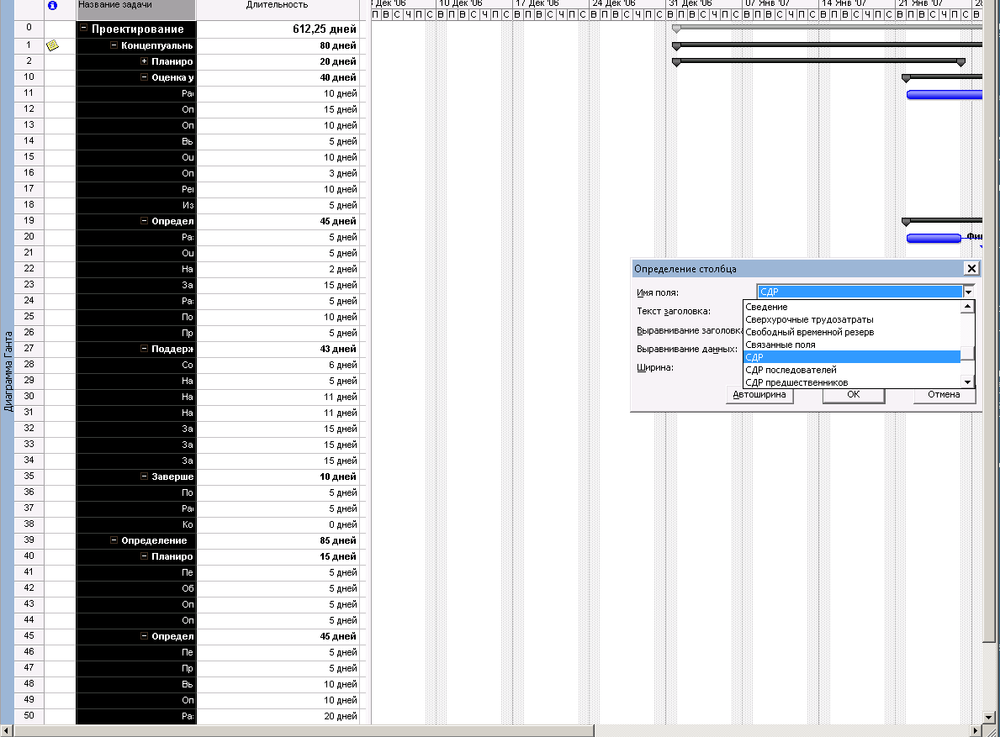 Название задачи Длительность
Дек '06 10 Дек '06 17 Дек '06 24 Дек '06 31 Дек '06 07 Янв '07 14 Янв '07 21 Янв '07 28
П В С Ч П С В П В С Ч П С В П В С Ч П С В П В С Ч П С В П В С Ч П С В П В С Ч П С В П В С Ч П С В П В С Ч П С В
0 Проектирование 612,25 дней
1 Концептуальн 80 дней
2 Планиро 20 дней
10 Оценка у 40 дней
11 Ра 10 дней
12 Оп 15 дней
13 Оп 10 дней
14 Вь 5 дней
15 Оц 10 дней
16 Оп 3 дней
17 Ре 10 дней
18 Из 5 дней
19 Определ 45 дней
20 Ра 5 дней
Фин
21 Оц 5 дней
22 На 2 дней
23 За 15 дней
24 Ра 5 дней
25 По 10 дней
26 Пр 5 дней
27 Поддерж 43 дней
28 Со 6 дней
29 На 5 дней
30 На 11 дней
31 На 11 дней
32 За 15 дней
33 За 15 дней
34 За 15 дней
35 Заверше 10 дней
36 По 5 дней
37 Ра 5 дней
38 Ко 0 дней
39 Определение 85 дней
40 Планиро 15 дней
41 Пе 5 дней
42 Об 5 дней
43 Оп 5 дней
44 Оп 5 дней
45 Определ 45 дней
46 Пе 5 дней
47 Пр 5 дней
48 Вь 10 дней
49 Оп 10 дней
50 Ра 20 дней
Диаграмма Ганта
Определение столбца
Имя поля: СДР
Текст заголовка:
Выравнивание заголовка
Выравнивание данных:
Ширина:
Сведение
Сверхурочные трудозатраты
Свободный временной резерв
Связанные поля
СДР
СДР последователей
СДР предшественников
Автоширина ОК Отмена